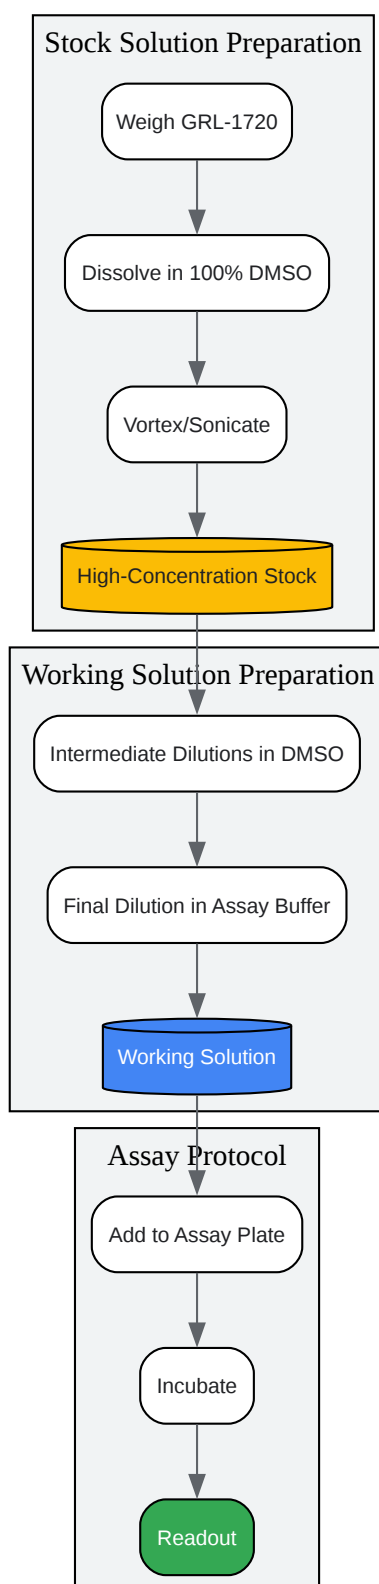 Stock Solution Preparation
Weigh GRL-1720
Dissolve in 100% DMSO
Vortex/Sonicate
High-Concentration Stock
Working Solution Preparation
Intermediate Dilutions in DMSO
Final Dilution in Assay Buffer
Working Solution
Assay Protocol
Add to Assay Plate
Incubate
Readout